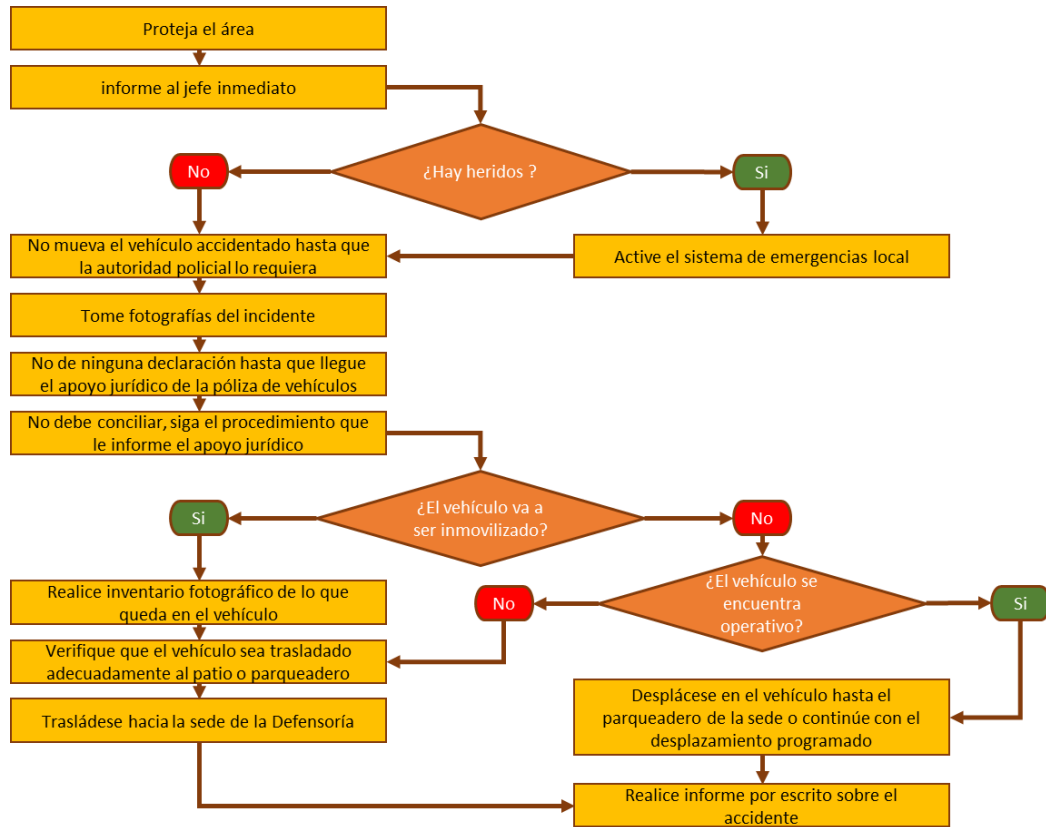 Proteja el área
informe al jefe inmediato
¿Hay heridos ?
No
Si
No mueva el vehículo accidentado hasta que
la autoridad policial lo requiera
Active el sistema de emergencias local
Tome fotografías del incidente
No de ninguna declaración hasta que llegue
el apoyo jurídico de la póliza de vehículos
No debe conciliar, siga el procedimiento que
le informe el apoyo jurídico
¿El vehículo va a
ser inmovilizado?
Si
No
Realice inventario fotográfico de lo que
queda en el vehículo
¿El vehículo se
encuentra
operativo?
No
Si
Verifique que el vehículo sea trasladado
adecuadamente al patio o parqueadero
Trasládese hacia la sede de la Defensoría
Desplácese en el vehículo hasta el
parqueadero de la sede o continúe con el
desplazamiento programado
Realice informe por escrito sobre el
accidente